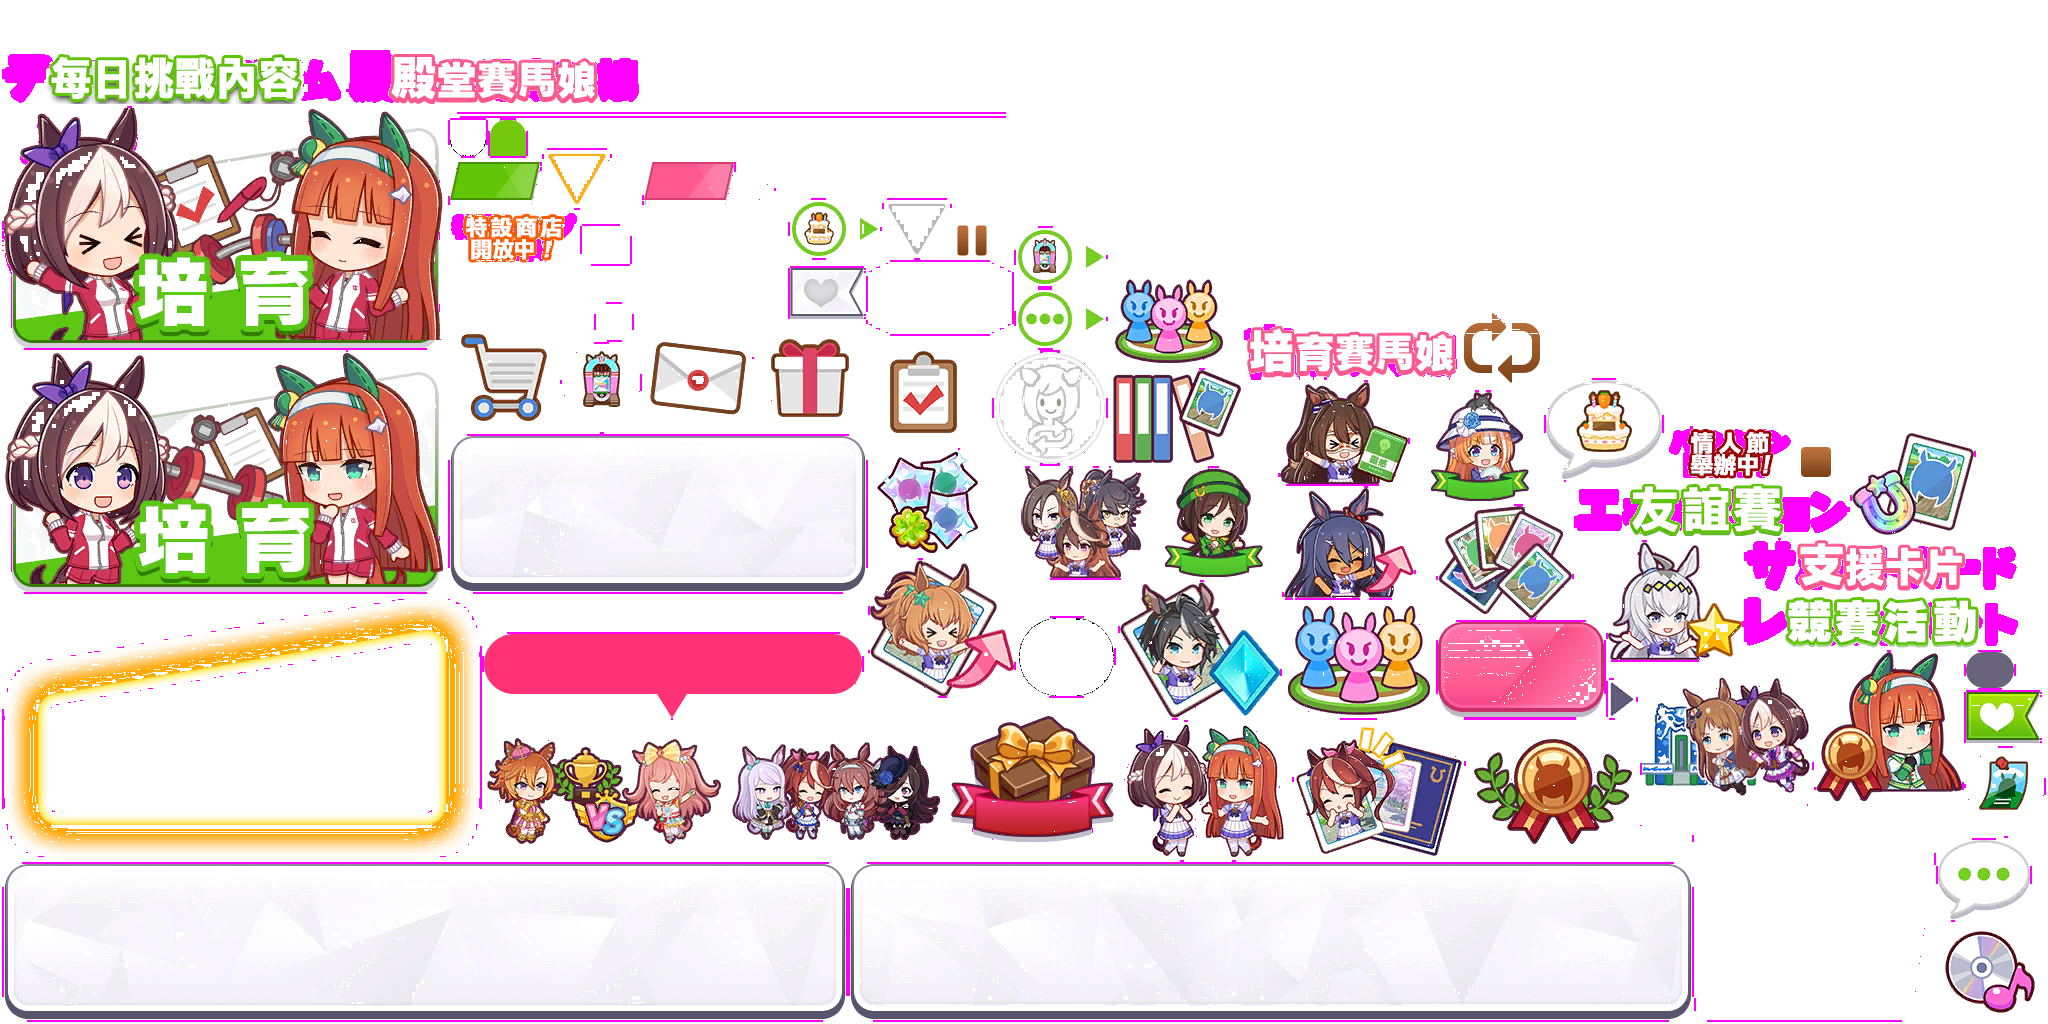 每日挑戰內容
殿堂賽馬娘
培育
特設商店
開放中!
培育賽馬娘
情人節
舉辦中!
友誼賽
支援卡片
競賽活動
培育
VS